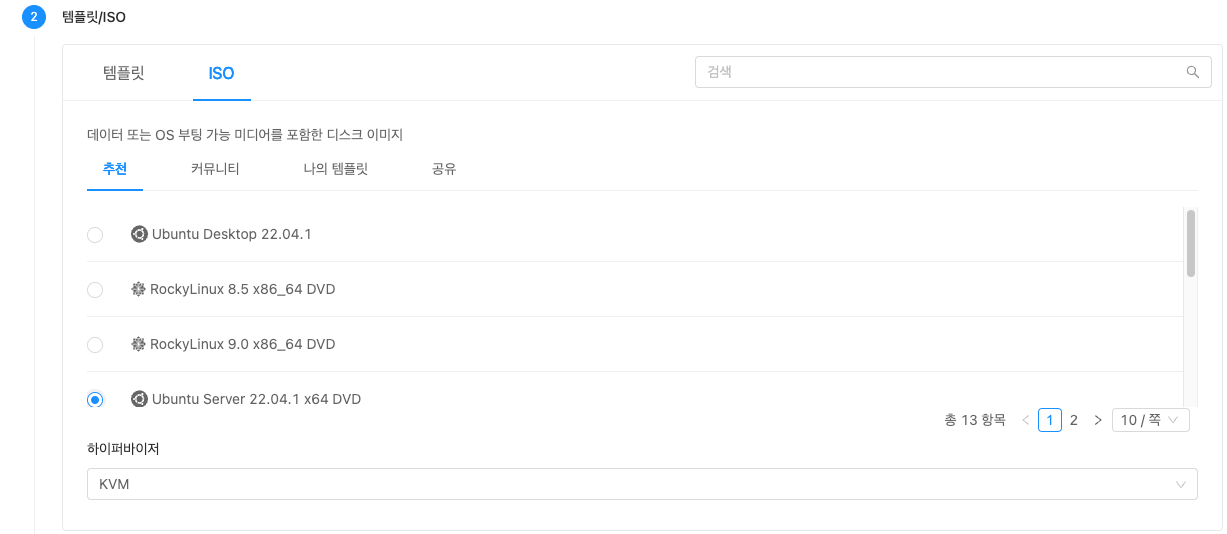 2 템플릿/ISO
템플릿 ISO 검색
데이터 또는 OS 부팅 가능 미디어를 포함한 디스크 이미지
추천 커뮤니티 나의 템플릿 공유
Ubuntu Desktop 22.04.1
RockyLinux 8.5 x86_64 DVD
RockyLinux 9.0 x86_64 DVD
Ubuntu Server 22.04.1 x64 DVD
총 13 항목 < 1 2 > 10 / 쪽
하이퍼바이저
KVM